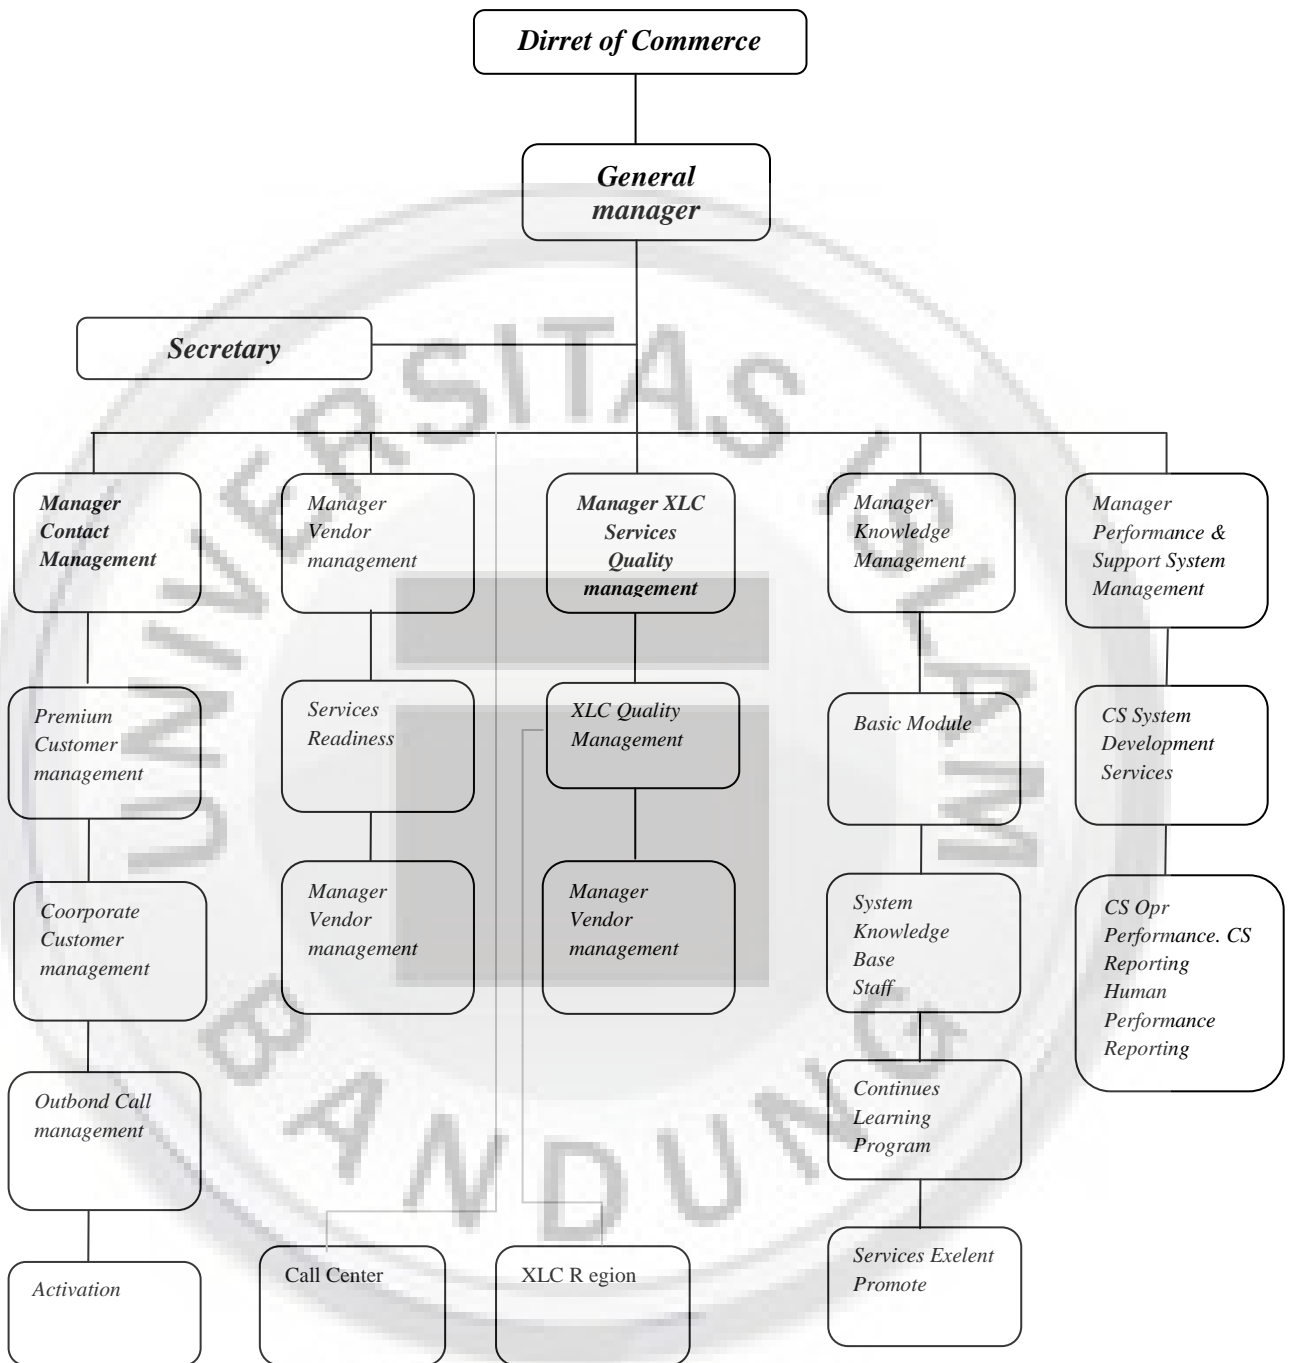 Dirret of Commerce
General
manager
Secretary
Manager
Contact
Management
Manager
Vendor
management
Manager XLC
Services
Quality
management
Manager
Knowledge
Management
Manager
Performance &
Support System
Management
Premium
Customer
management
Services
Readiness
XLC Quality
Management
Basic Module
CS System
Development
Services
Coorporate
Customer
management
Manager
Vendor
management
Manager
Vendor
management
System
Knowledge
Base
Staff
CS Opr
Performance. CS
Reporting
Human
Performance
Reporting
Outbond Call
management
Continues
Learning
Program
Activation
Call Center
XLC R egion
Services Exelent
Promote
UNIVERSITAS ISLAM
BANDUNG